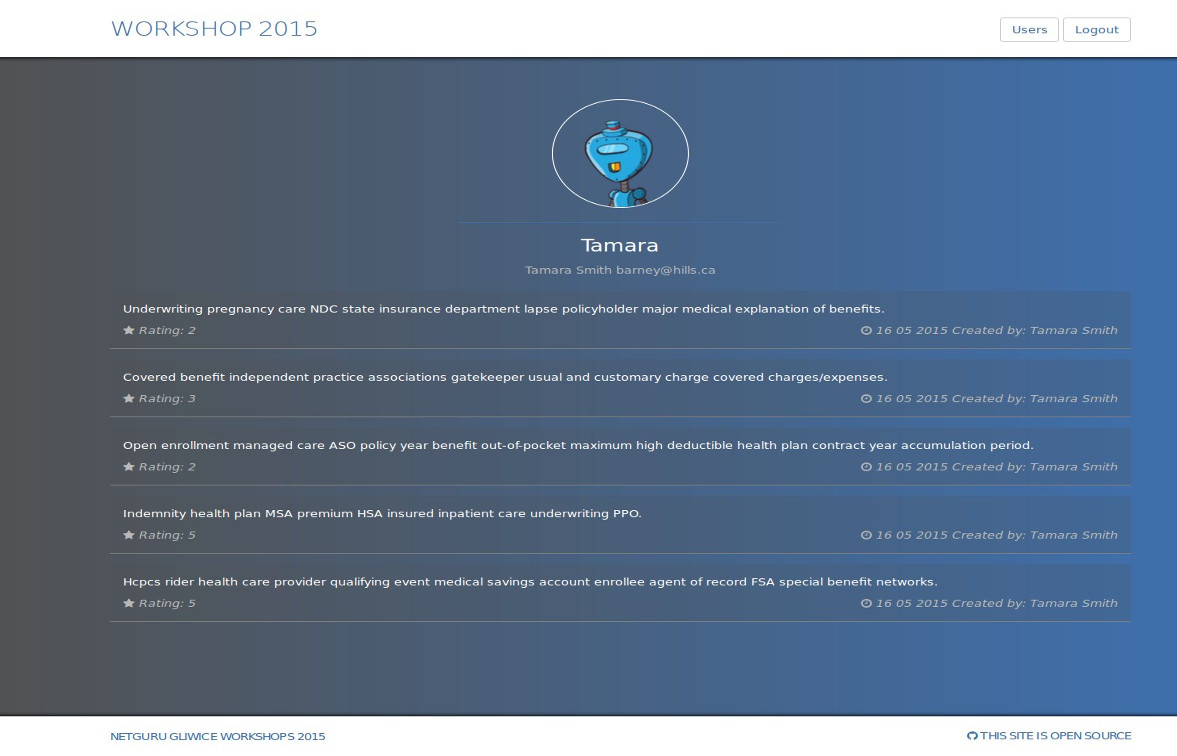 WORKSHOP 2015
Users Logout
Tamara
Tamara Smith barney@hills.ca
Underwriting pregnancy care NDC state insurance department lapse policyholder major medical explanation of benefits.
Rating: 2 16 05 2015 Created by: Tamara Smith
Covered benefit independent practice associations gatekeeper usual and customary charge covered charges/expenses.
Rating: 3 16 05 2015 Created by: Tamara Smith
Open enrollment managed care ASO policy year benefit out-of-pocket maximum high deductible health plan contract year accumulation period.
Rating: 2 16 05 2015 Created by: Tamara Smith
Indemnity health plan MSA premium HSA insured inpatient care underwriting PPO.
Rating: 5 16 05 2015 Created by: Tamara Smith
Hcpcs rider health care provider qualifying event medical savings account enrollee agent of record FSA special benefit networks.
Rating: 5 16 05 2015 Created by: Tamara Smith
NETGURU GLIWICE WORKSHOPS 2015 THIS SITE IS OPEN SOURCE